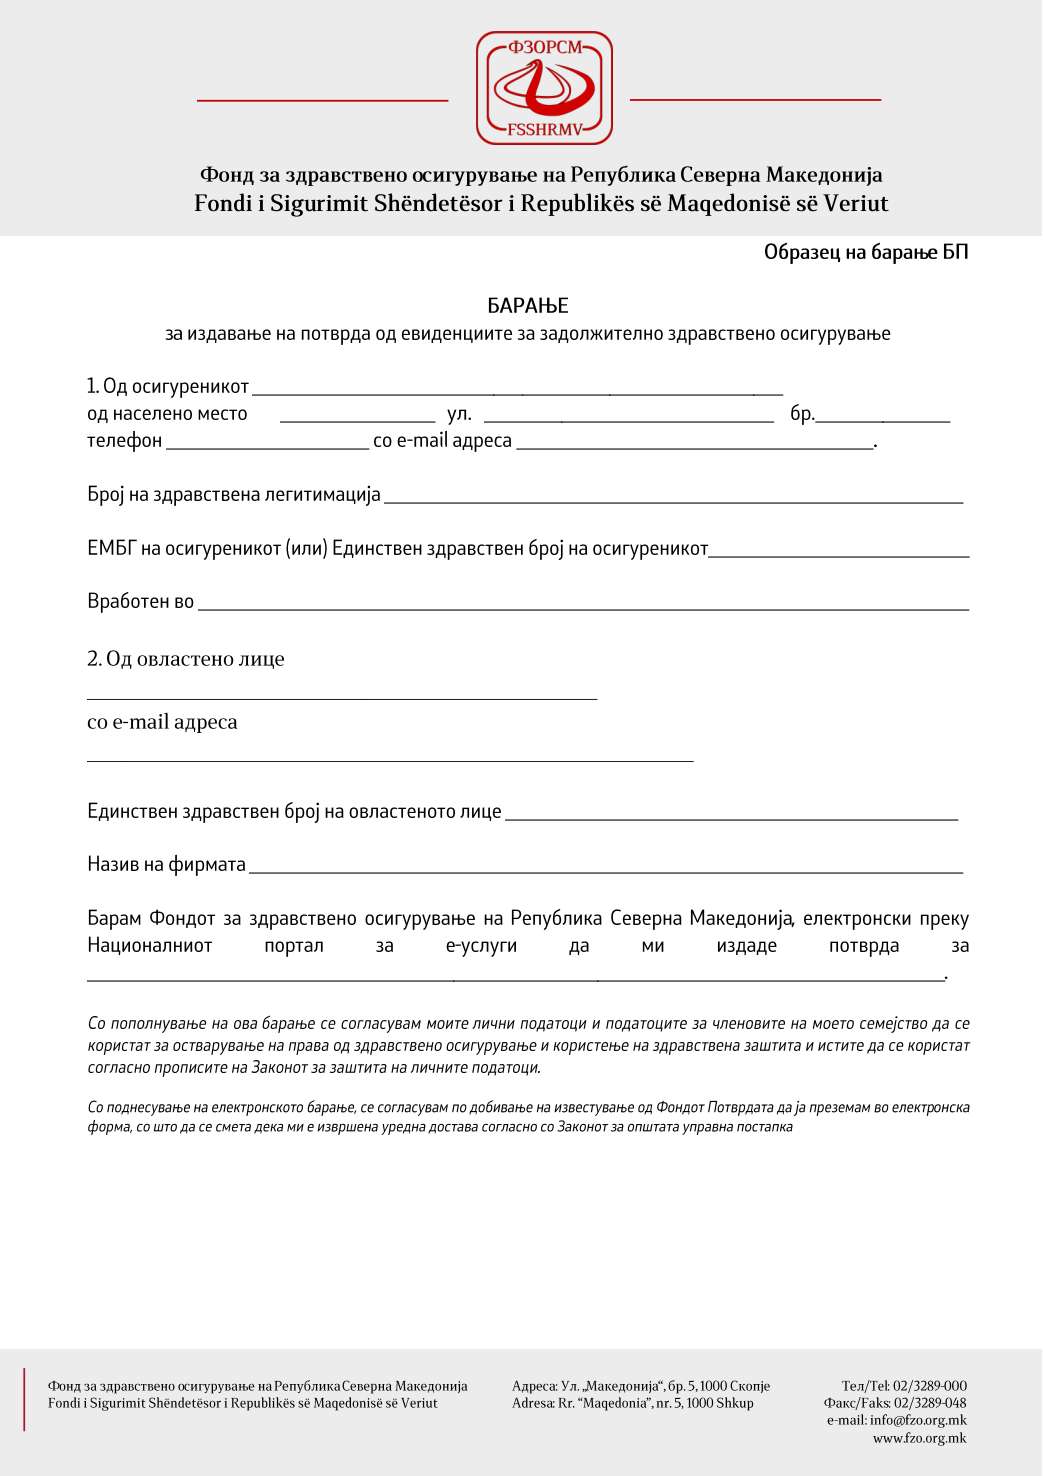 ФЗОРСМ
FSSHRMV
Фонд за здравствено осигурување на Република Северна Македонија
Fondi i Sigurimit Shëndetësor i Republikës së Maqedonisë së Veriut
Образец на барање БП
БАРАЊЕ
за издавање на потврда од евиденциите за задолжително здравствено осигурување
1. Од осигуреникот
од населено место ул. бр.
телефон со e-mail адреса .
Број на здравствена легитимација
ЕМБГ на осигуреникот (или) Единствен здравствен број на осигуреникот
Вработен во
2. Од овластено лице
со e-mail адреса
Единствен здравствен број на овластеното лице
Назив на фирмата
Барам Фондот за здравствено осигурување на Република Северна Македонија, електронски преку
Националниот портал за е-услуги да ми издаде потврда за
.
Со пополнување на ова барање се согласувам моите лични податоци и податоците за членовите на моето семејство да се
користат за остварување на права од здравствено осигурување и користење на здравствена заштита и истите да се користат
согласно прописите на Законот за заштита на личните податоци.
Со поднесување на електронското барање, се согласувам по добивање на известување од Фондот Потврдата да ја преземам во електронска
форма, со што да се смета дека ми е извршена уредна достава согласно со Законот за општата управна постапка
Фонд за здравствено осигурување на Република Северна Македонија
Fondi i Sigurimit Shëndetësor i Republikës së Maqedonisë së Veriut
Адреса: Ул. „Македонија“, бр. 5, 1000 Скопје
Adresa: Rr. “Maqedonia”, nr. 5, 1000 Shkup
Тел/Tel: 02/3289-000
Факс/Faks: 02/3289-048
e-mail: info@fzo.org.mk
www.fzo.org.mk